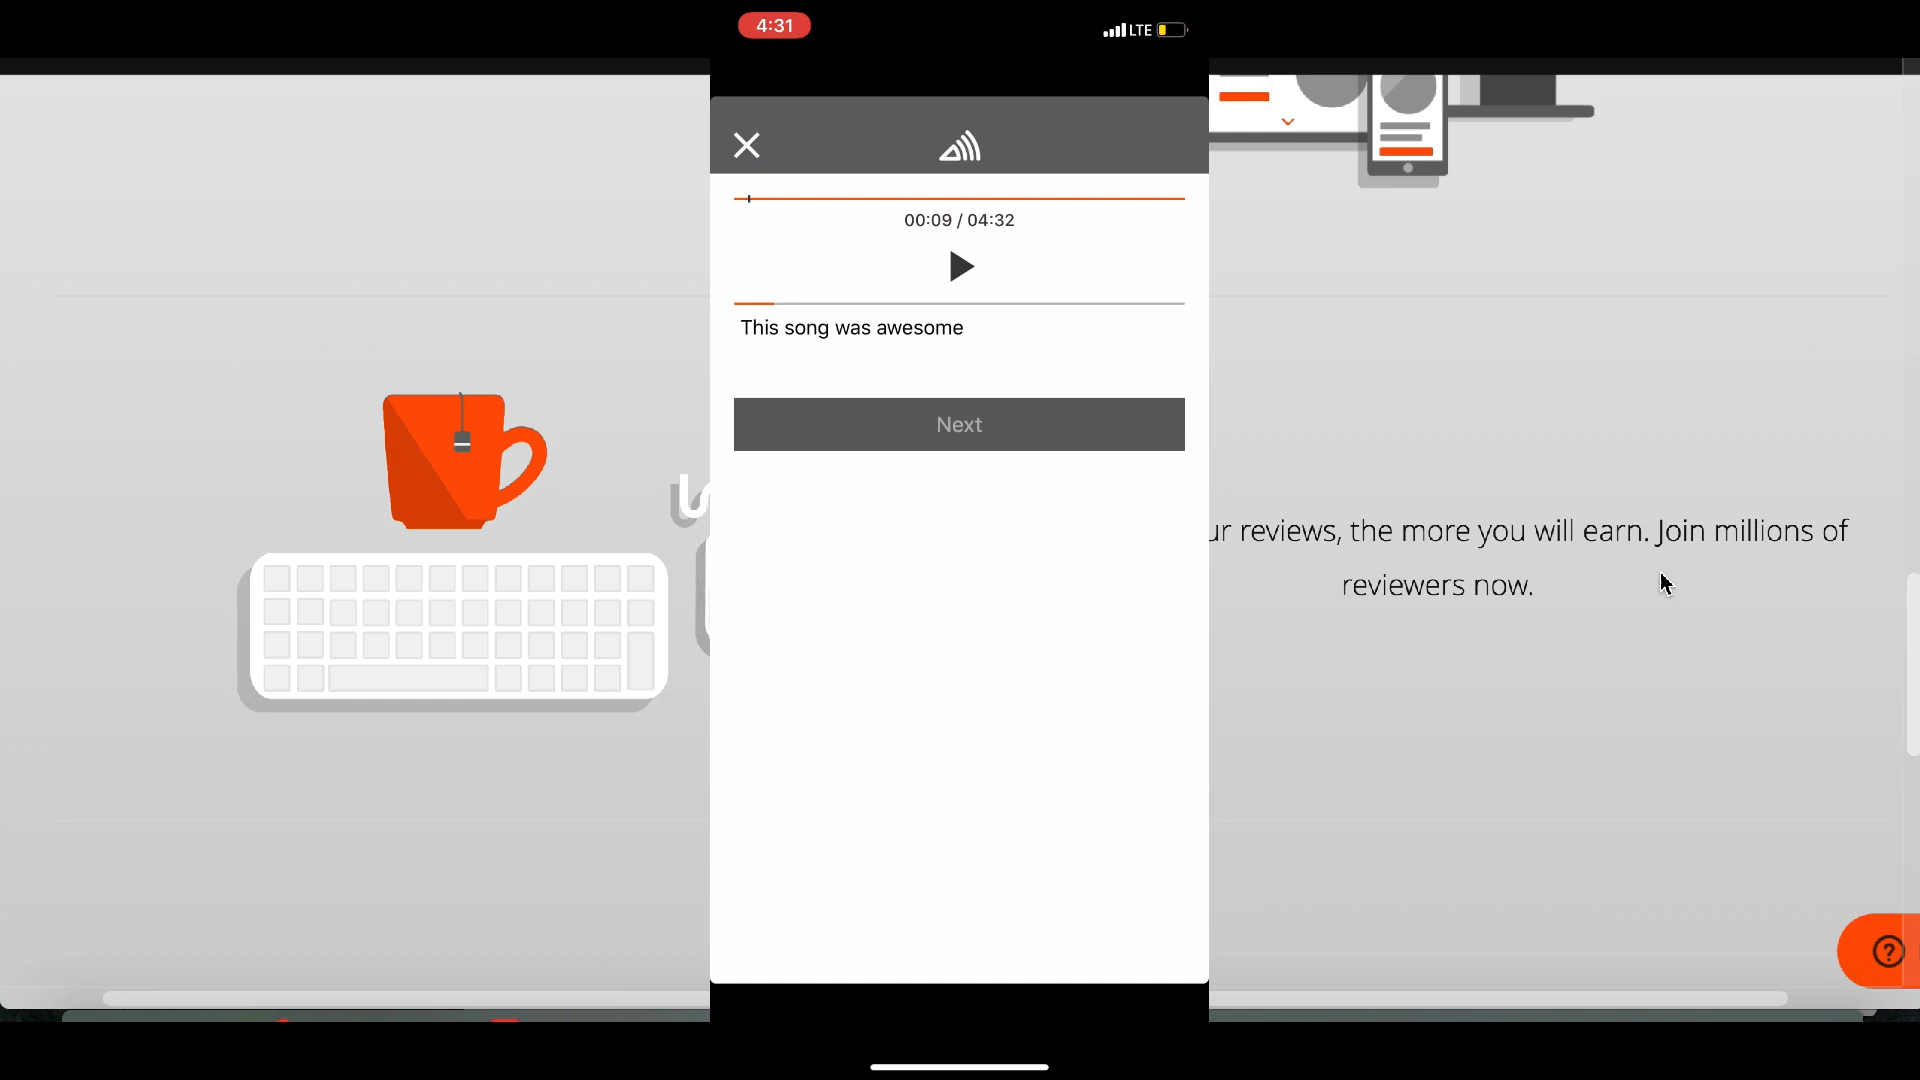 4:31
LTE
00:09 / 04:32
This song was awesome
Next
reviews, the more you will earn. Join millions of
reviewers now.
?